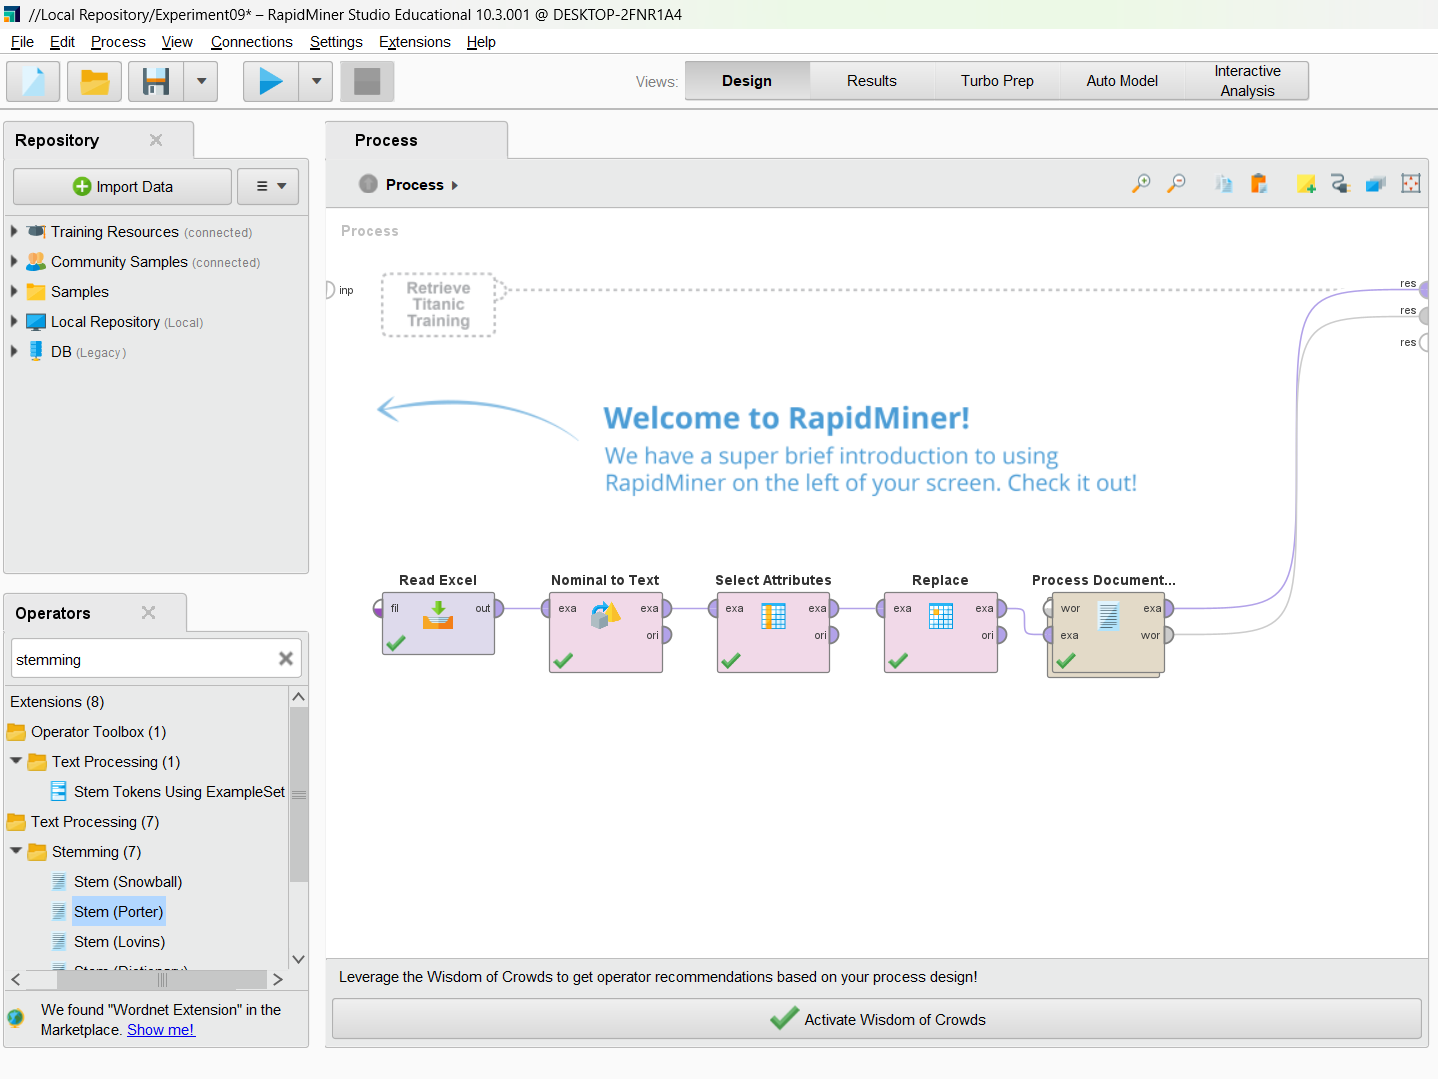 //Local Repository/Experiment09* – RapidMiner Studio Educational 10.3.001 @ DESKTOP-2FNR1A4
File Edit Process View Connections Settings Extensions Help
Views: Design Results Turbo Prep Auto Model Interactive Analysis
Repository
Import Data
Training Resources (connected)
Community Samples (connected)
Samples
Local Repository (Local)
DB (Legacy)
Operators
stemming
Extensions (8)
Operator Toolbox (1)
Text Processing (1)
Stem Tokens Using ExampleSet
Text Processing (7)
Stemming (7)
Stem (Snowball)
Stem (Porter)
Stem (Lovins)
Stem (Dictionary)
We found "Wordnet Extension" in the
Marketplace. Show me!
Process
Process
Process
inp
Retrieve
Titanic
Training
res
res
res
Welcome to RapidMiner!
We have a super brief introduction to using
RapidMiner on the left of your screen. Check it out!
Read Excel
fil out
Nominal to Text
exa exa
ori
Select Attributes
exa exa
ori
Replace
exa exa
ori
Process Document...
wor exa
exa wor
Leverage the Wisdom of Crowds to get operator recommendations based on your process design!
Activate Wisdom of Crowds